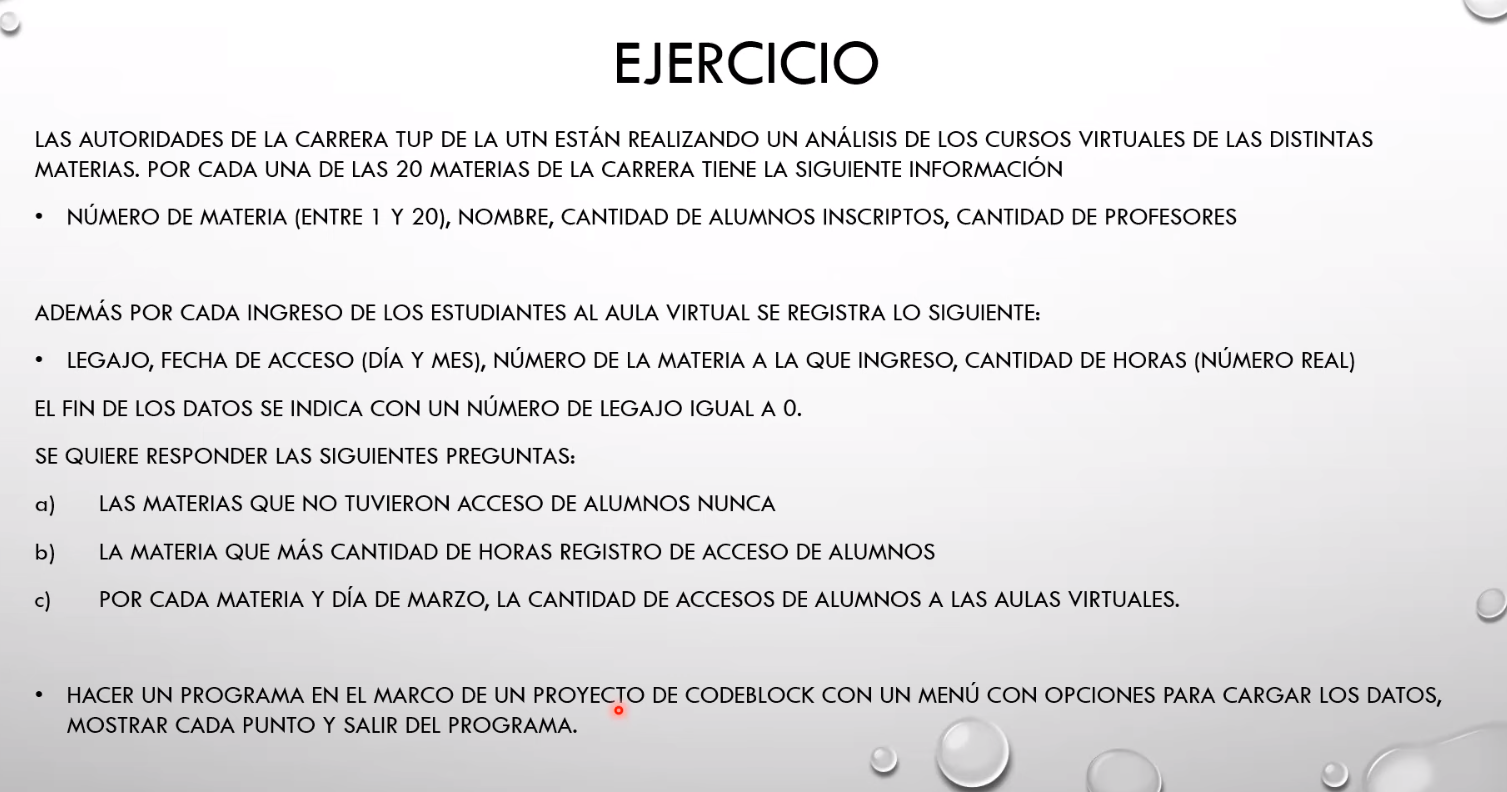 EJERCICIO
LAS AUTORIDADES DE LA CARRERA TUP DE LA UTN ESTÁN REALIZANDO UN ANÁLISIS DE LOS CURSOS VIRTUALES DE LAS DISTINTAS
MATERIAS. POR CADA UNA DE LAS 20 MATERIAS DE LA CARRERA TIENE LA SIGUIENTE INFORMACIÓN
• NÚMERO DE MATERIA (ENTRE 1 Y 20), NOMBRE, CANTIDAD DE ALUMNOS INSCRIPTOS, CANTIDAD DE PROFESORES
ADEMÁS POR CADA INGRESO DE LOS ESTUDIANTES AL AULA VIRTUAL SE REGISTRA LO SIGUIENTE:
• LEGAJO, FECHA DE ACCESO (DÍA Y MES), NÚMERO DE LA MATERIA A LA QUE INGRESO, CANTIDAD DE HORAS (NÚMERO REAL)
EL FIN DE LOS DATOS SE INDICA CON UN NÚMERO DE LEGAJO IGUAL A 0.
SE QUIERE RESPONDER LAS SIGUIENTES PREGUNTAS:
a) LAS MATERIAS QUE NO TUVIERON ACCESO DE ALUMNOS NUNCA
b) LA MATERIA QUE MÁS CANTIDAD DE HORAS REGISTRO DE ACCESO DE ALUMNOS
c) POR CADA MATERIA Y DÍA DE MARZO, LA CANTIDAD DE ACCESOS DE ALUMNOS A LAS AULAS VIRTUALES.
• HACER UN PROGRAMA EN EL MARCO DE UN PROYECTO DE CODEBLOCK CON UN MENÚ CON OPCIONES PARA CARGAR LOS DATOS,
MOSTRAR CADA PUNTO Y SALIR DEL PROGRAMA.